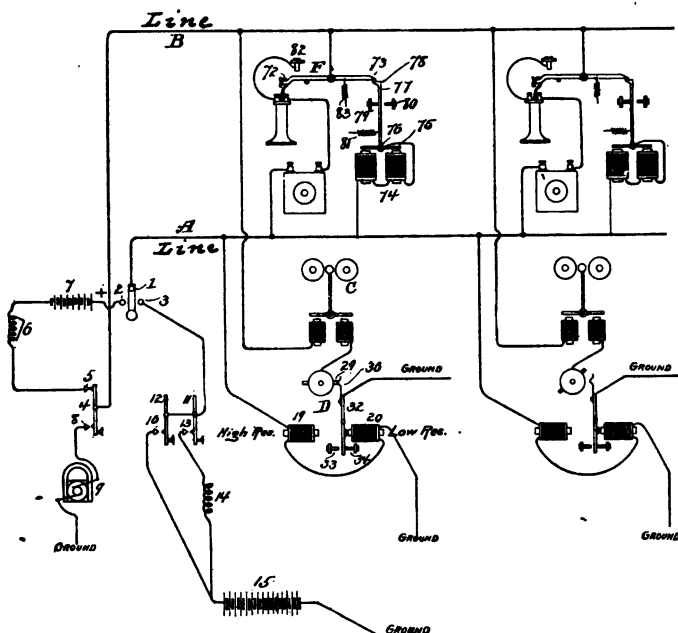 Line
B
82
72 F 73 78
77
79 80
83
81
76 75
74
A
Line
C
7 + 2 1 3
6
5
4
8
9
GROUND
12 11
10 13
14
15
GROUND
29 30 GROUND
D
32
19 20
High Res. Low Res.
53 54
GROUND
GROUND
GROUND